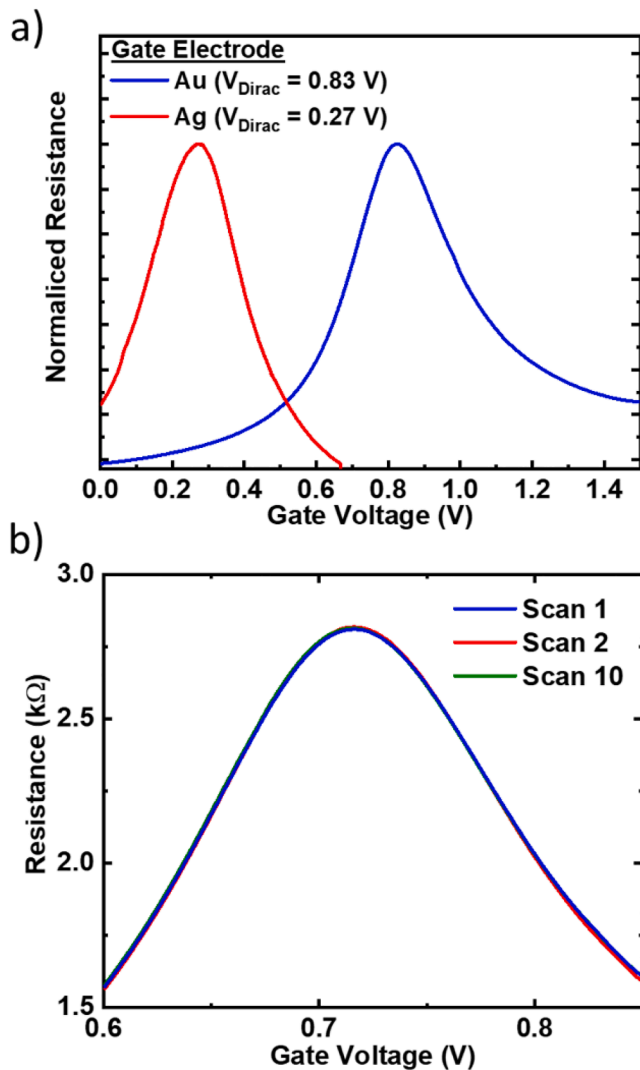 a)
Gate Electrode
Au (VDirac = 0.83 V)
Ag (VDirac = 0.27 V)
Normaliced Resistance
0.0 0.2 0.4 0.6 0.8 1.0 1.2 1.4
Gate Voltage (V)
b)
3.0
2.5
2.0
1.5
Scan 1
Scan 2
Scan 10
Resistance (kΩ)
0.6 0.7 0.8
Gate Voltage (V)